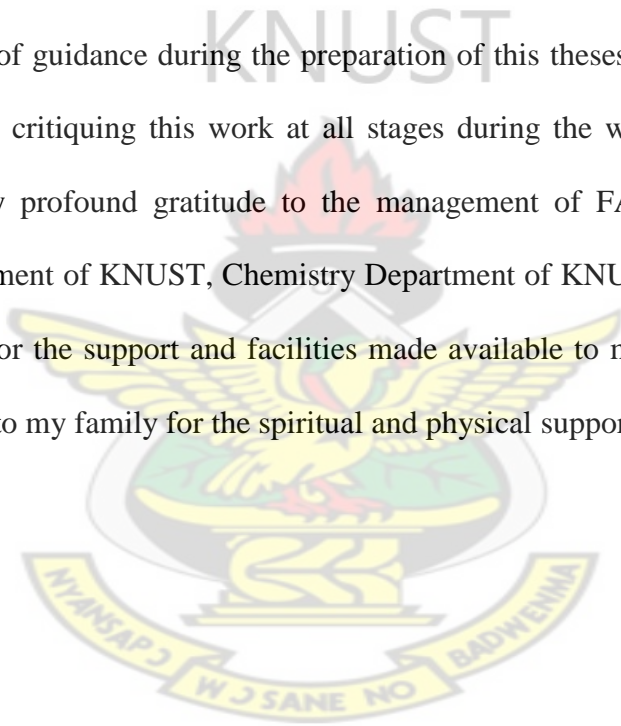 KNUST
of guidance during the preparation of this theses
critiquing this work at all stages during the w
profound gratitude to the management of FA
ment of KNUST, Chemistry Department of KNU
or the support and facilities made available to
to my family for the spiritual and physical suppor
NYANSAPƆ WƆSANE NO BADWENMA